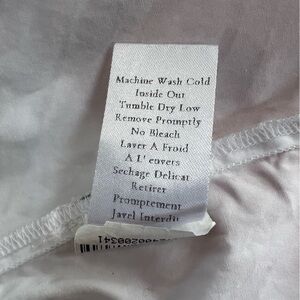 Machine Wash Cold
Inside Out
Tumble Dry Low
Remove Promptly
No Bleach
Laver A Froid
A L' envers
Sechage Delicat
Retirer
Promptement
Javel Interdit